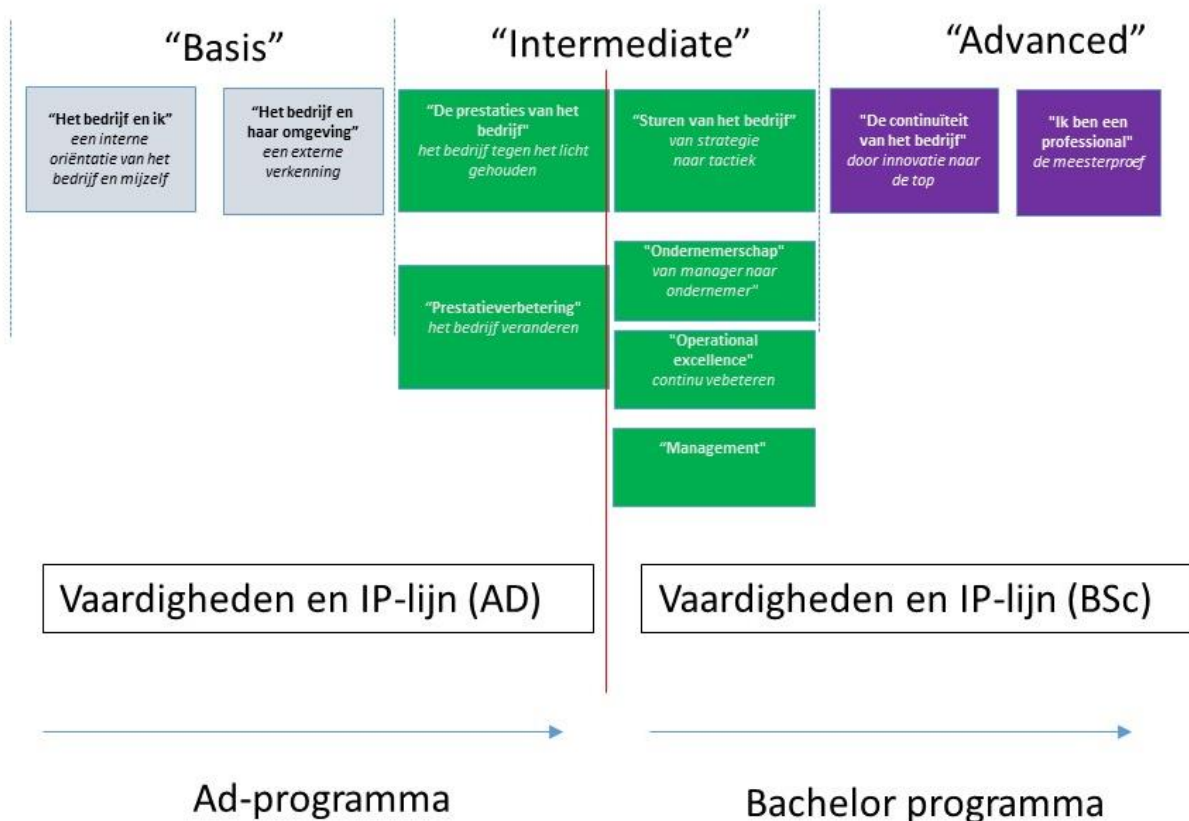 “Basis”
“Intermediate”
“Advanced”
“Het bedrijf en ik”
een interne
oriëntatie van het
bedrijf en mijzelf
“Het bedrijf en
haar omgeving”
een externe
verkenning
“De prestaties van het
bedrijf"
het bedrijf tegen het licht
gehouden
“Sturen van het bedrijf”
van strategie
naar tactiek
"De continuïteit
van het bedrijf"
door innovatie naar
de top
"Ik ben een
professional"
de meesterproef
“Prestatieverbetering"
het bedrijf veranderen
"Ondernemerschap"
van manager naar
ondernemer"
"Operational
excellence"
continu vebeteren
“Management"
Vaardigheden en IP-lijn (AD)
Vaardigheden en IP-lijn (BSc)
Ad-programma
Bachelor programma